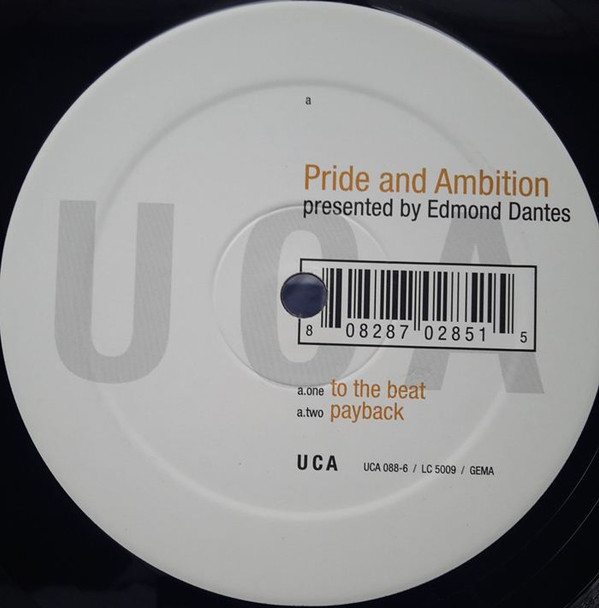 a
Pride and Ambition
presented by Edmond Dantes
UCA
8 08287 02851 5
a.one to the beat
a.two payback
UCA UCA 088-6 / LC 5009 / GEMA